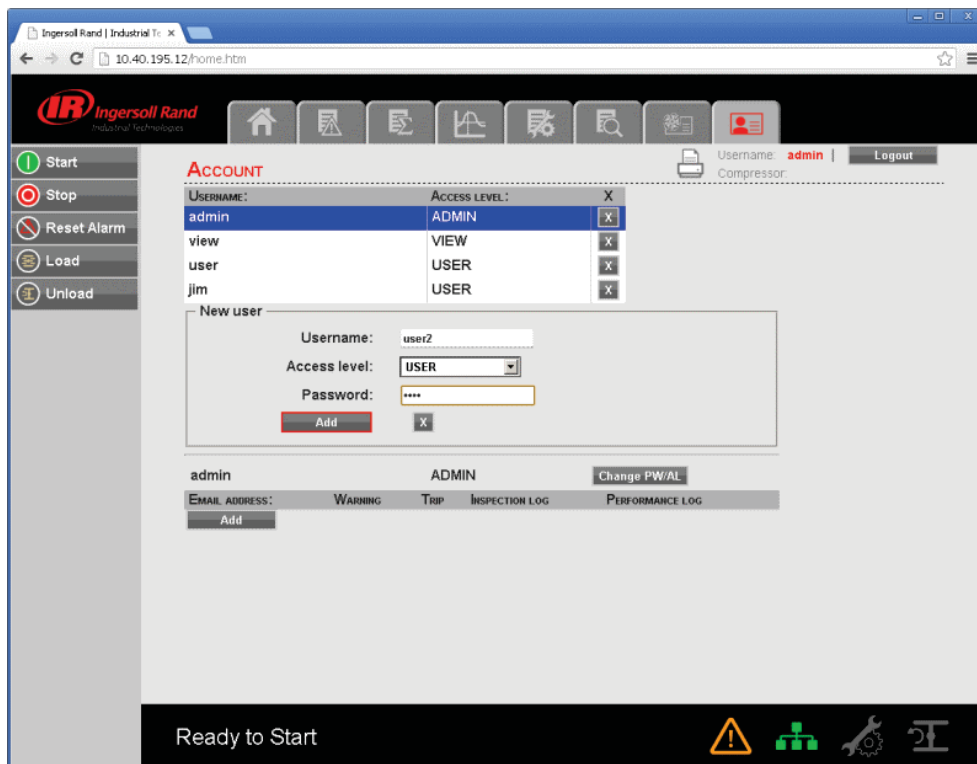 Ingersoll Rand | Industrial Te
10.40.195.12/home.htm
IR Ingersoll Rand
Industrial Technologies
Start
Stop
Reset Alarm
Load
Unload
Username: admin | Logout
Compressor:
ACCOUNT
USERNAME: ACCESS LEVEL: X
admin ADMIN X
view VIEW X
user USER X
jim USER X
New user
Username: user2
Access level: USER
Password: ••••
Add X
admin ADMIN Change PW/AL
EMAIL ADDRESS: WARNING TRIP INSPECTION LOG PERFORMANCE LOG
Add
Ready to Start